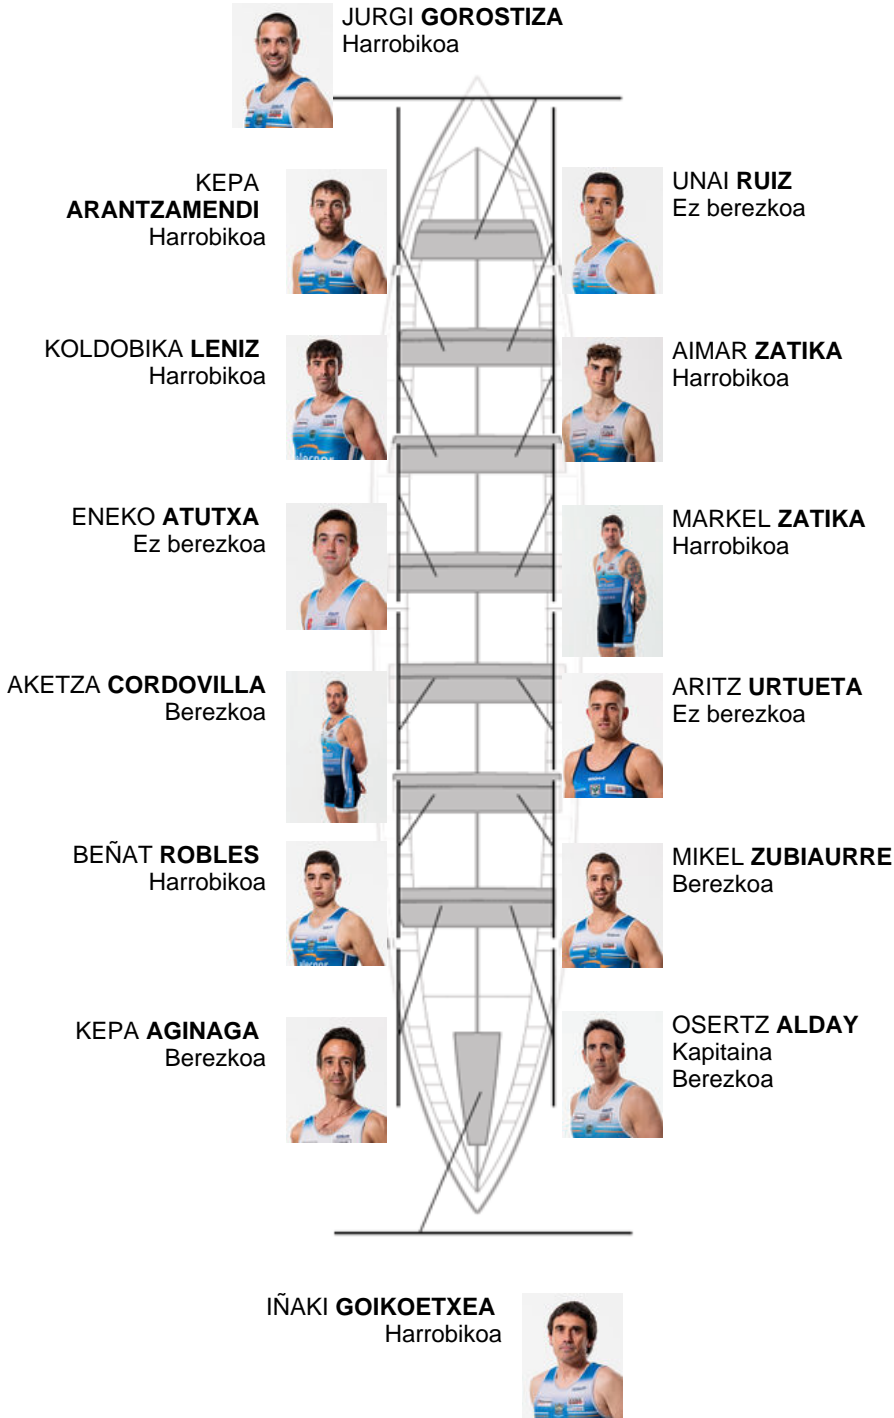 JURGI GOROSTIZA
Harrobikoa
KEPA
ARANTZAMENDI
Harrobikoa
UNAI RUIZ
Ez berezkoa
KOLDOBIKA LENIZ
Harrobikoa
AIMAR ZATIKA
Harrobikoa
ENEKO ATUTXA
Ez berezkoa
MARKEL ZATIKA
Harrobikoa
AKETZA CORDOVILLA
Berezkoa
ARITZ URTUETA
Ez berezkoa
BEÑAT ROBLES
Harrobikoa
MIKEL ZUBIAURRE
Berezkoa
KEPA AGINAGA
Berezkoa
OSERTZ ALDAY
Kapitaina
Berezkoa
IÑAKI GOIKOETXEA
Harrobikoa